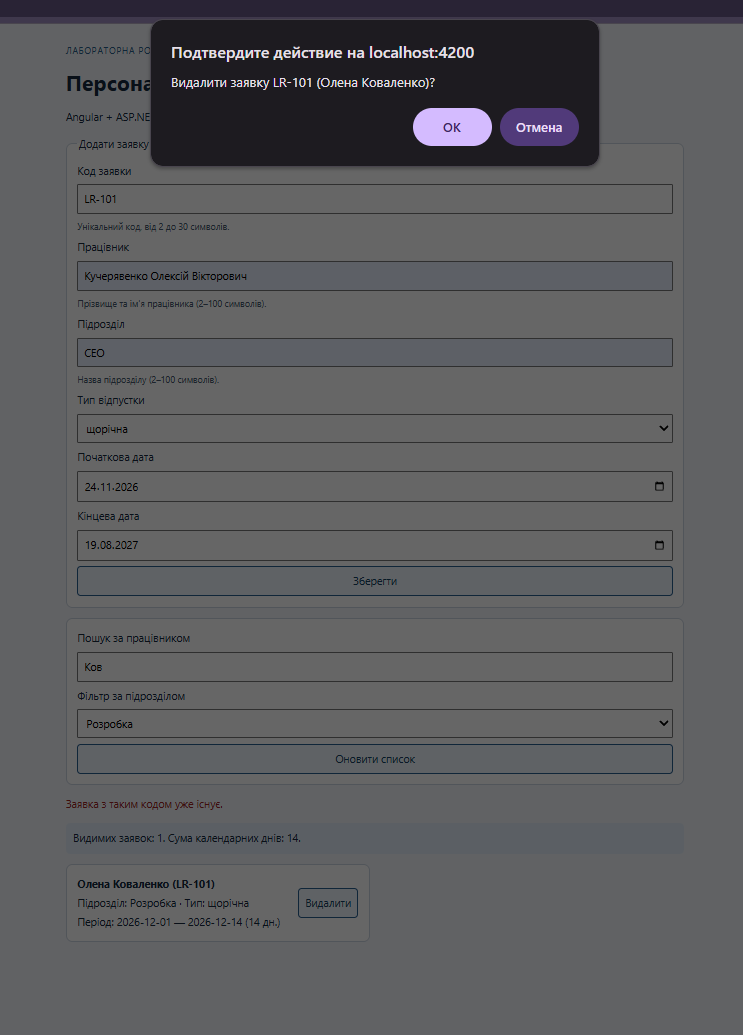 Подтвердите действие на localhost:4200
Видалити заявку LR-101 (Олена Коваленко)?
OK
Отмена
ЛАБОРАТОРНА
Angular +
Додати заявку
Код заявки
LR-101
Унікальний код, від 2 до 30 символів.
Працівник
Кучерявенко Олексій Вікторович
Прізвище та ім'я працівника (2–100 символів).
Підрозділ
CEO
Назва підрозділу (2–100 символів).
Тип відпустки
щорічна
Початкова дата
24.11.2026
Кінцева дата
19.08.2027
Зберегти
Пошук за працівником
Ков
Фільтр за підрозділом
Розробка
Оновити список
Заявка з таким кодом уже існує.
Видимих заявок: 1. Сума календарних днів: 14.
Олена Коваленко (LR-101)
Підрозділ: Розробка · Тип: щорічна
Видалити
Період: 2026-12-01 — 2026-12-14 (14 дн.)